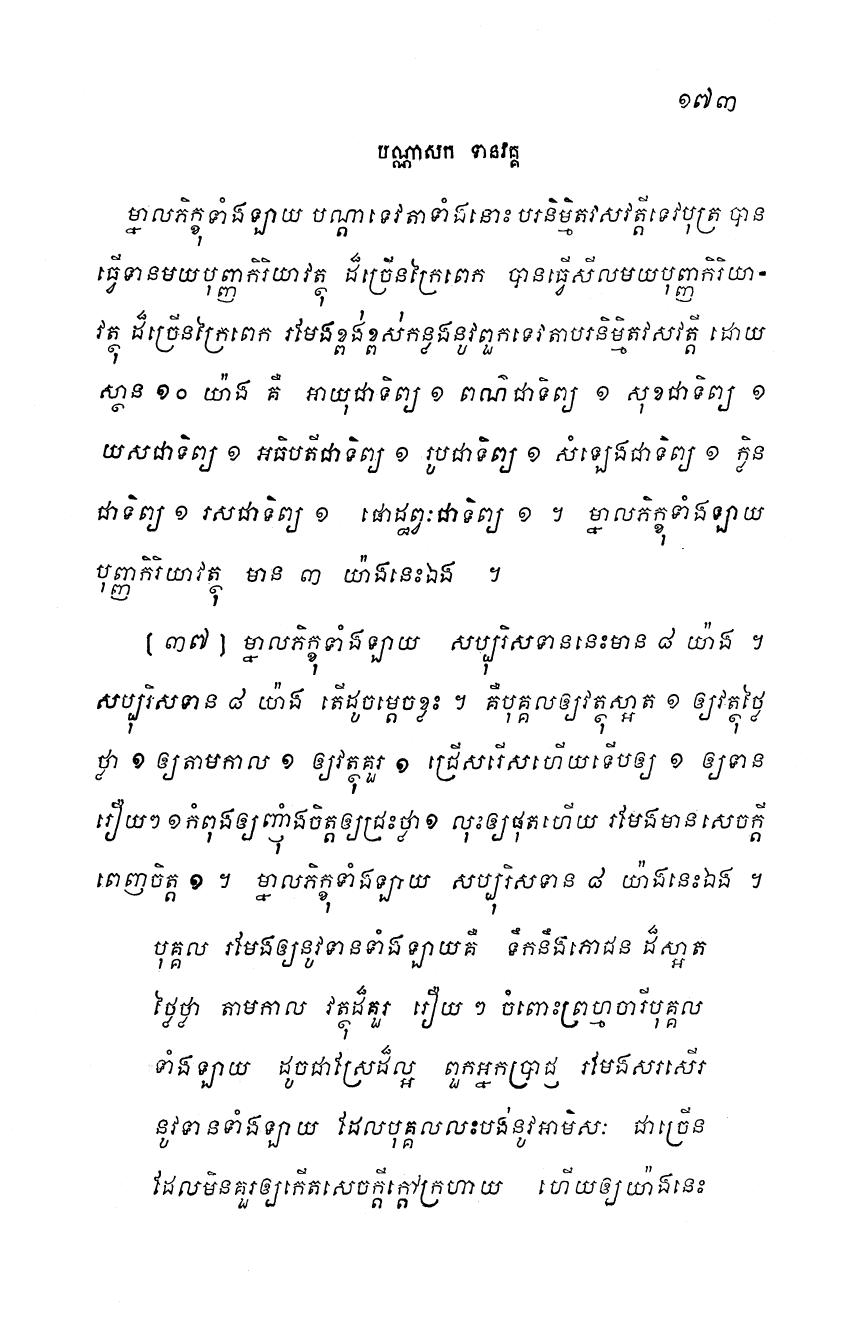 ១៧៣
បណ្ណាសក ទានវគ្គ
ម្នាលភិក្ខុទាំងឡាយ បណ្តាទេវតាទាំងនោះ បរនិម្មិតវសវត្តីទេវបុត្រ បាន
ធ្វើទានមយបុញ្ញកិរិយាវត្ថុ ដ៏ច្រើនក្រៃពេក បានធ្វើសីលមយបុញ្ញកិរិយា-
វត្ថុ ដ៏ច្រើនក្រៃពេក រមែងខ្ពង់ខ្ពស់កន្លងនូវពួកទេវតាបរនិម្មិតវសវត្តី ដោយ
ស្ថាន ១០ យ៉ាង គឺ អាយុជាទិព្យ ១ ពណ៌ជាទិព្យ ១ សុខជាទិព្យ ១
យសជាទិព្យ ១ អធិបតីជាទិព្យ ១ រូបជាទិព្យ ១ សំឡេងជាទិព្យ ១ ក្លិន
ជាទិព្យ ១ រសជាទិព្យ ១ ផោដ្ឋព្វៈជាទិព្យ ១ ។ ម្នាលភិក្ខុទាំងឡាយ
បុញ្ញកិរិយាវត្ថុ មាន ៣ យ៉ាងនេះឯង ។
[ ៣៧ ] ម្នាលភិក្ខុទាំងឡាយ សប្បុរិសទាននេះមាន ៨ យ៉ាង ។
សប្បុរិសទាន ៨ យ៉ាង តើដូចម្តេចខ្លះ ។ គឺបុគ្គលឲ្យវត្ថុស្អាត ១ ឲ្យវត្ថុថ្លៃ
ថ្លា ១ ឲ្យតាមកាល ១ ឲ្យវត្ថុគួរ ១ ជ្រើសរើសហើយទើបឲ្យ ១ ឲ្យទាន
រឿយៗ ១ កំពុងឲ្យញ៉ាំងចិត្តឲ្យជ្រះថ្លា ១ លុះឲ្យផុតហើយ រមែងមានសេចក្តី
ពេញចិត្ត ១ ។ ម្នាលភិក្ខុទាំងឡាយ សប្បុរិសទាន ៨ យ៉ាងនេះឯង ។
បុគ្គល រមែងឲ្យនូវទានទាំងឡាយគឺ ទឹកនឹងភោជន ដ៏ស្អាត
ថ្លៃថ្លា តាមកាល វត្ថុដ៏គួរ រឿយ ៗ ចំពោះព្រហ្មចារីបុគ្គល
ទាំងឡាយ ដូចជាស្រែដ៏ល្អ ពួកអ្នកប្រាជ្ញ រមែងសរសើរ
នូវទានទាំងឡាយ ដែលបុគ្គលលះបង់នូវអាមិសៈ ជាច្រើន
ដែលមិនគួរឲ្យកើតសេចក្តីក្តៅក្រហាយ ហើយឲ្យយ៉ាងនេះ